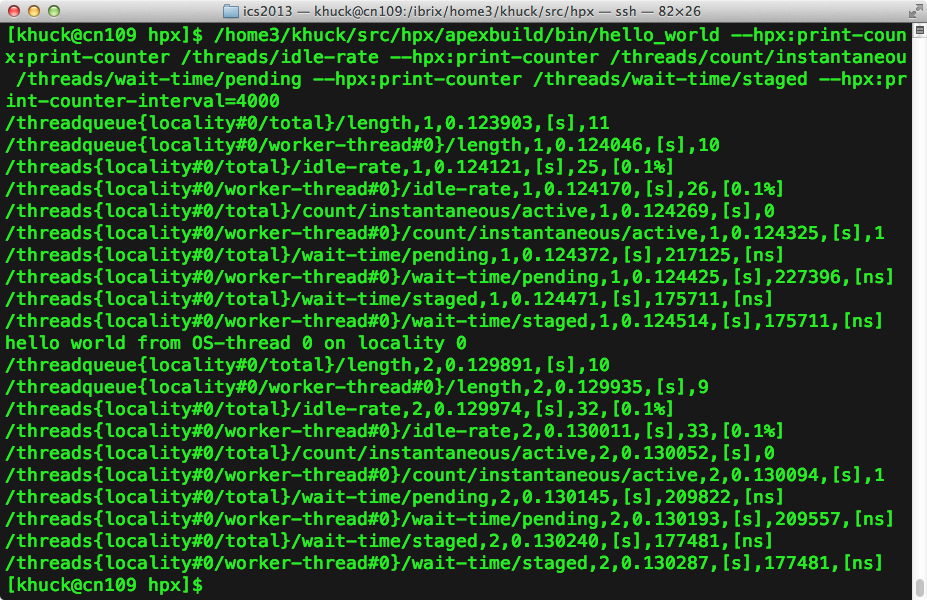 ics2013 — khuck@cn109:/ibrix/home3/khuck/src/hpx — ssh — 82×26
[khuck@cn109 hpx]$ /home3/khuck/src/hpx/apexbuild/bin/hello_world --hpx:print-coun
x:print-counter /threads/idle-rate --hpx:print-counter /threads/count/instantaneou
 /threads/wait-time/pending --hpx:print-counter /threads/wait-time/staged --hpx:pr
int-counter-interval=4000
/threadqueue{locality#0/total}/length,1,0.123903,[s],11
/threadqueue{locality#0/worker-thread#0}/length,1,0.124046,[s],10
/threads{locality#0/total}/idle-rate,1,0.124121,[s],25,[0.1%]
/threads{locality#0/worker-thread#0}/idle-rate,1,0.124170,[s],26,[0.1%]
/threads{locality#0/total}/count/instantaneous/active,1,0.124269,[s],0
/threads{locality#0/worker-thread#0}/count/instantaneous/active,1,0.124325,[s],1
/threads{locality#0/total}/wait-time/pending,1,0.124372,[s],217125,[ns]
/threads{locality#0/worker-thread#0}/wait-time/pending,1,0.124425,[s],227396,[ns]
/threads{locality#0/total}/wait-time/staged,1,0.124471,[s],175711,[ns]
/threads{locality#0/worker-thread#0}/wait-time/staged,1,0.124514,[s],175711,[ns]
hello world from OS-thread 0 on locality 0
/threadqueue{locality#0/total}/length,2,0.129891,[s],10
/threadqueue{locality#0/worker-thread#0}/length,2,0.129935,[s],9
/threads{locality#0/total}/idle-rate,2,0.129974,[s],32,[0.1%]
/threads{locality#0/worker-thread#0}/idle-rate,2,0.130011,[s],33,[0.1%]
/threads{locality#0/total}/count/instantaneous/active,2,0.130052,[s],0
/threads{locality#0/worker-thread#0}/count/instantaneous/active,2,0.130094,[s],1
/threads{locality#0/total}/wait-time/pending,2,0.130145,[s],209822,[ns]
/threads{locality#0/worker-thread#0}/wait-time/pending,2,0.130193,[s],209557,[ns]
/threads{locality#0/total}/wait-time/staged,2,0.130240,[s],177481,[ns]
/threads{locality#0/worker-thread#0}/wait-time/staged,2,0.130287,[s],177481,[ns]
[khuck@cn109 hpx]$